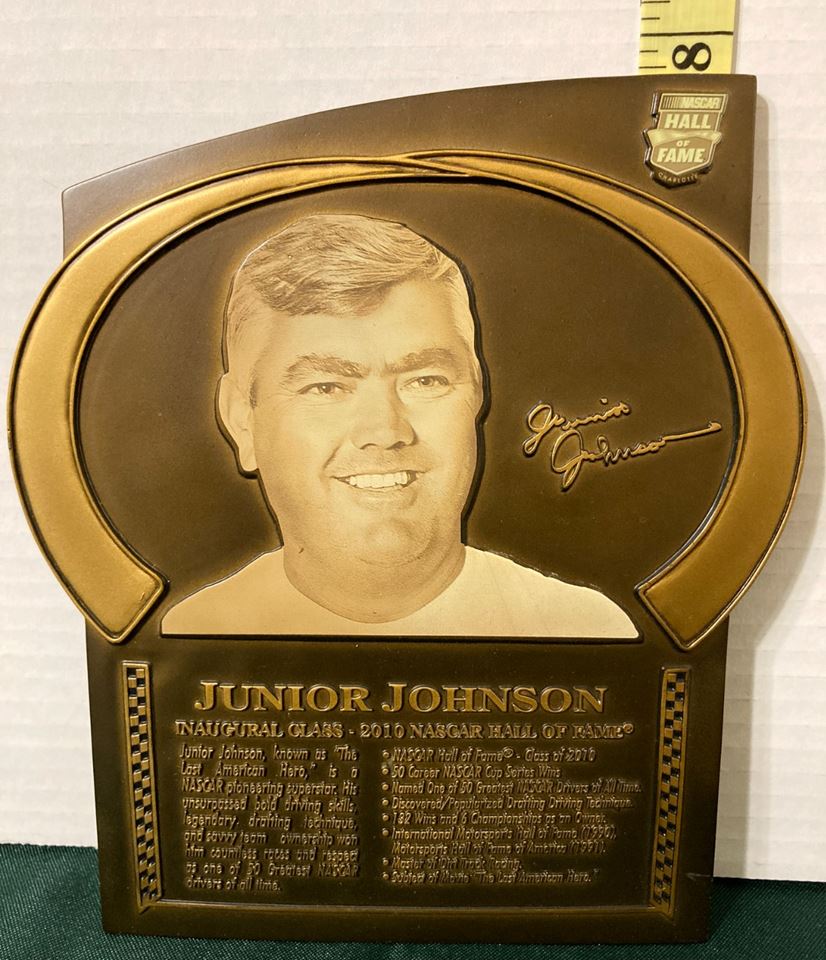 8
NASCAR
HALL
OF
FAME
CHARLOTTE
Junior
Johnson
JUNIOR JOHNSON
INAUGURAL CLASS - 2010 NASCAR HALL OF FAME®
Junior Johnson, known as "The
Last American Hero," is a
NASCAR pioneering superstar. His
unsurpassed bold driving skills,
legendary drafting technique,
and savvy team ownership won
him countless races and respect
as one of 50 Greatest NASCAR
drivers of all time.
• NASCAR Hall of Fame® - Class of 2010
• 50 Career NASCAR Cup Series Wins
• Named One of 50 Greatest NASCAR Drivers of All Time.
• Discovered/Popularized Drafting Driving Technique.
• 132 Wins and 6 Championships as an Owner.
• International Motorsports Hall of Fame (1990),
Motorsports Hall of Fame of America (1991).
• Master of Dirt Track Racing.
• Subject of Movie "The Last American Hero."